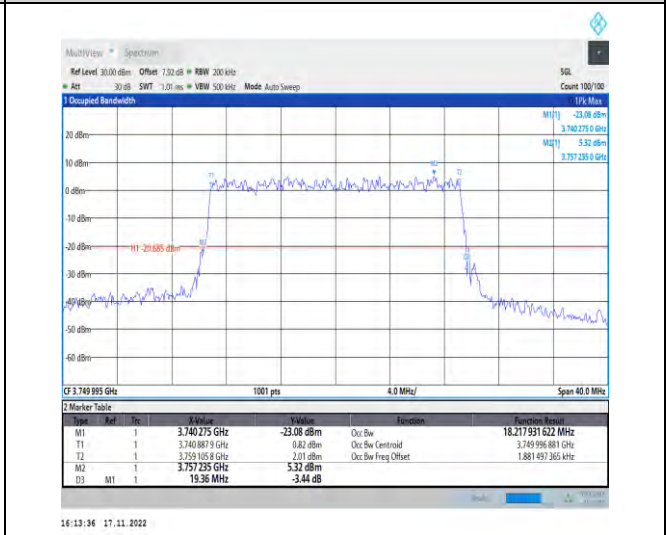 MultiView Spectrum
Ref Level 30.00 dBm Offset 7.92 dB RBW 200 kHz SGL
Att 30 dB SWT 1.01 ms VBW 500 kHz Mode Auto Sweep Count 100/100
1 Occupied Bandwidth 1Pk Max
M1[1] -23.08 dBm
3.740 275 0 GHz
M2[1] 5.32 dBm
3.757 235 0 GHz
20 dBm
10 dBm
0 dBm
-10 dBm
-20 dBm
H1 -20.685 dBm
-30 dBm
-40 dBm
-50 dBm
-60 dBm
T1
M2
T2
CF 3.749 995 GHz 1001 pts 4.0 MHz/ Span 40.0 MHz
2 Marker Table
Type Ref Trc X-Value Y-Value Function Function Result
M1 1 3.740275 GHz -23.08 dBm Occ Bw 18.217 931 622 MHz
T1 1 3.740 887 9 GHz 0.82 dBm Occ Bw Centroid 3.749 996 881 GHz
T2 1 3.759 105 8 GHz 2.01 dBm Occ Bw Freq Offset 1.881 497 365 kHz
M2 1 3.757235 GHz 5.32 dBm
D3 M1 1 19.36 MHz -3.44 dB
16:13:36 17.11.2022